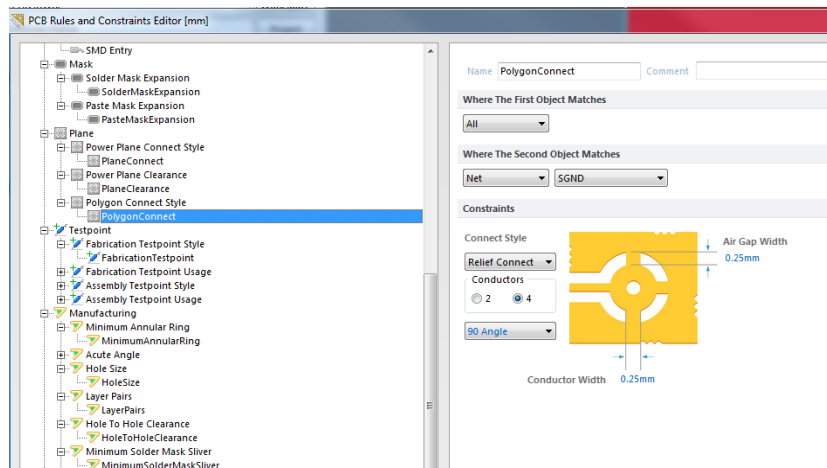 PCB Rules and Constraints Editor [mm]
SMD Entry
Mask
Solder Mask Expansion
SolderMaskExpansion
Paste Mask Expansion
PasteMaskExpansion
Plane
Power Plane Connect Style
PlaneConnect
Power Plane Clearance
PlaneClearance
Polygon Connect Style
PolygonConnect
Testpoint
Fabrication Testpoint Style
FabricationTestpoint
Fabrication Testpoint Usage
Assembly Testpoint Style
Assembly Testpoint Usage
Manufacturing
Minimum Annular Ring
MinimumAnnularRing
Acute Angle
Hole Size
HoleSize
Layer Pairs
LayerPairs
Hole To Hole Clearance
HoleToHoleClearance
Minimum Solder Mask Sliver
MinimumSolderMaskSliver
Name PolygonConnect Comment
Where The First Object Matches
All
Where The Second Object Matches
Net SGND
Constraints
Connect Style
Relief Connect
Conductors
2 4
90 Angle
Air Gap Width
0.25mm
Conductor Width 0.25mm